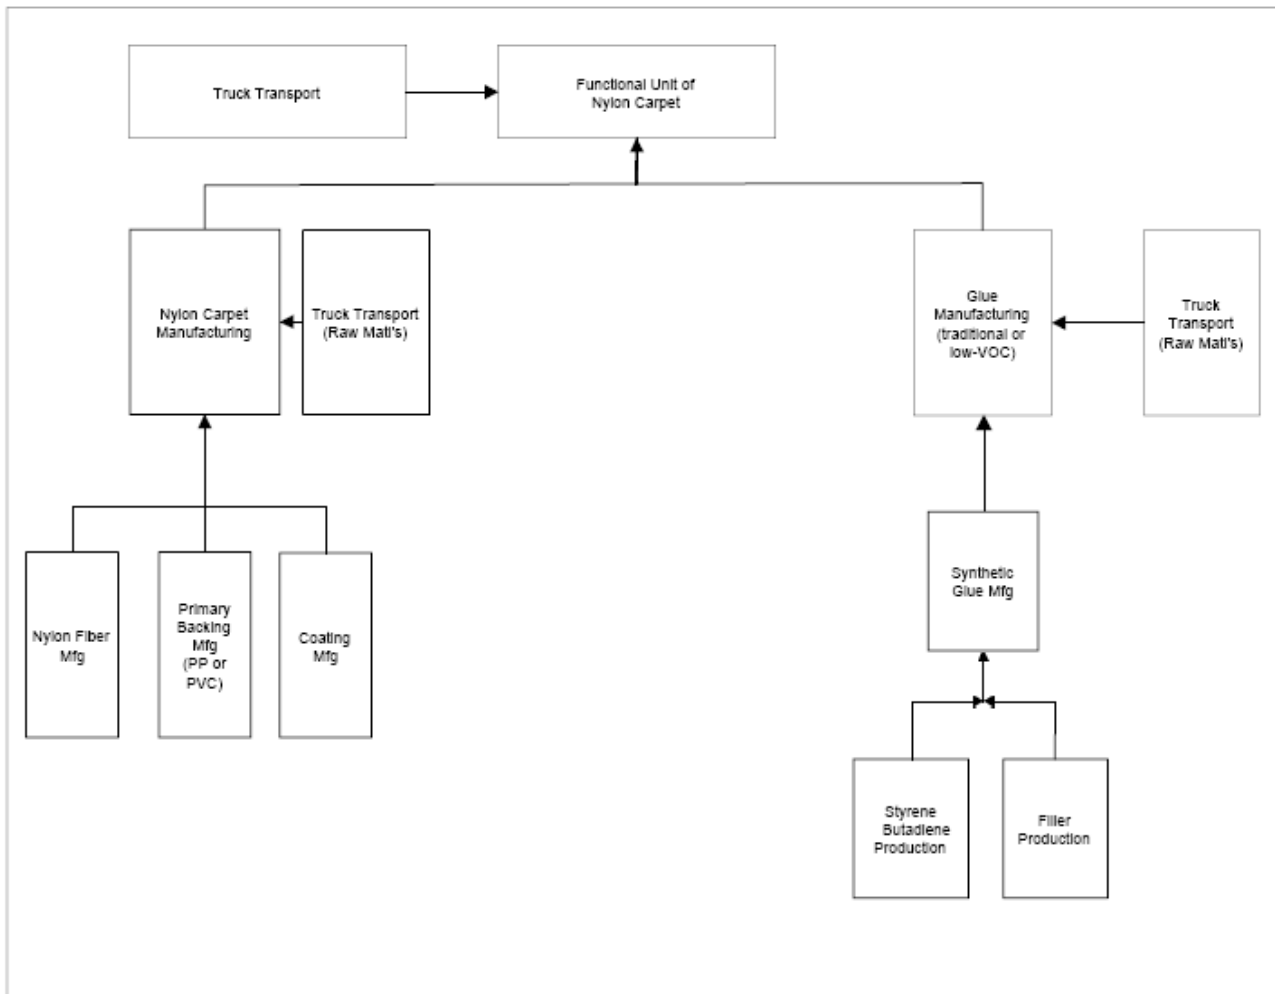 Truck Transport
Functional Unit of
Nylon Carpet
Nylon Carpet
Manufacturing
Truck Transport
(Raw Matl's)
Glue
Manufacturing
(traditional or
low-VOC)
Truck
Transport
(Raw Matl's)
Nylon Fiber
Mfg
Primary
Backing
Mfg
(PP or
PVC)
Coating
Mfg
Synthetic
Glue Mfg
Styrene
Butadiene
Production
Filler
Production